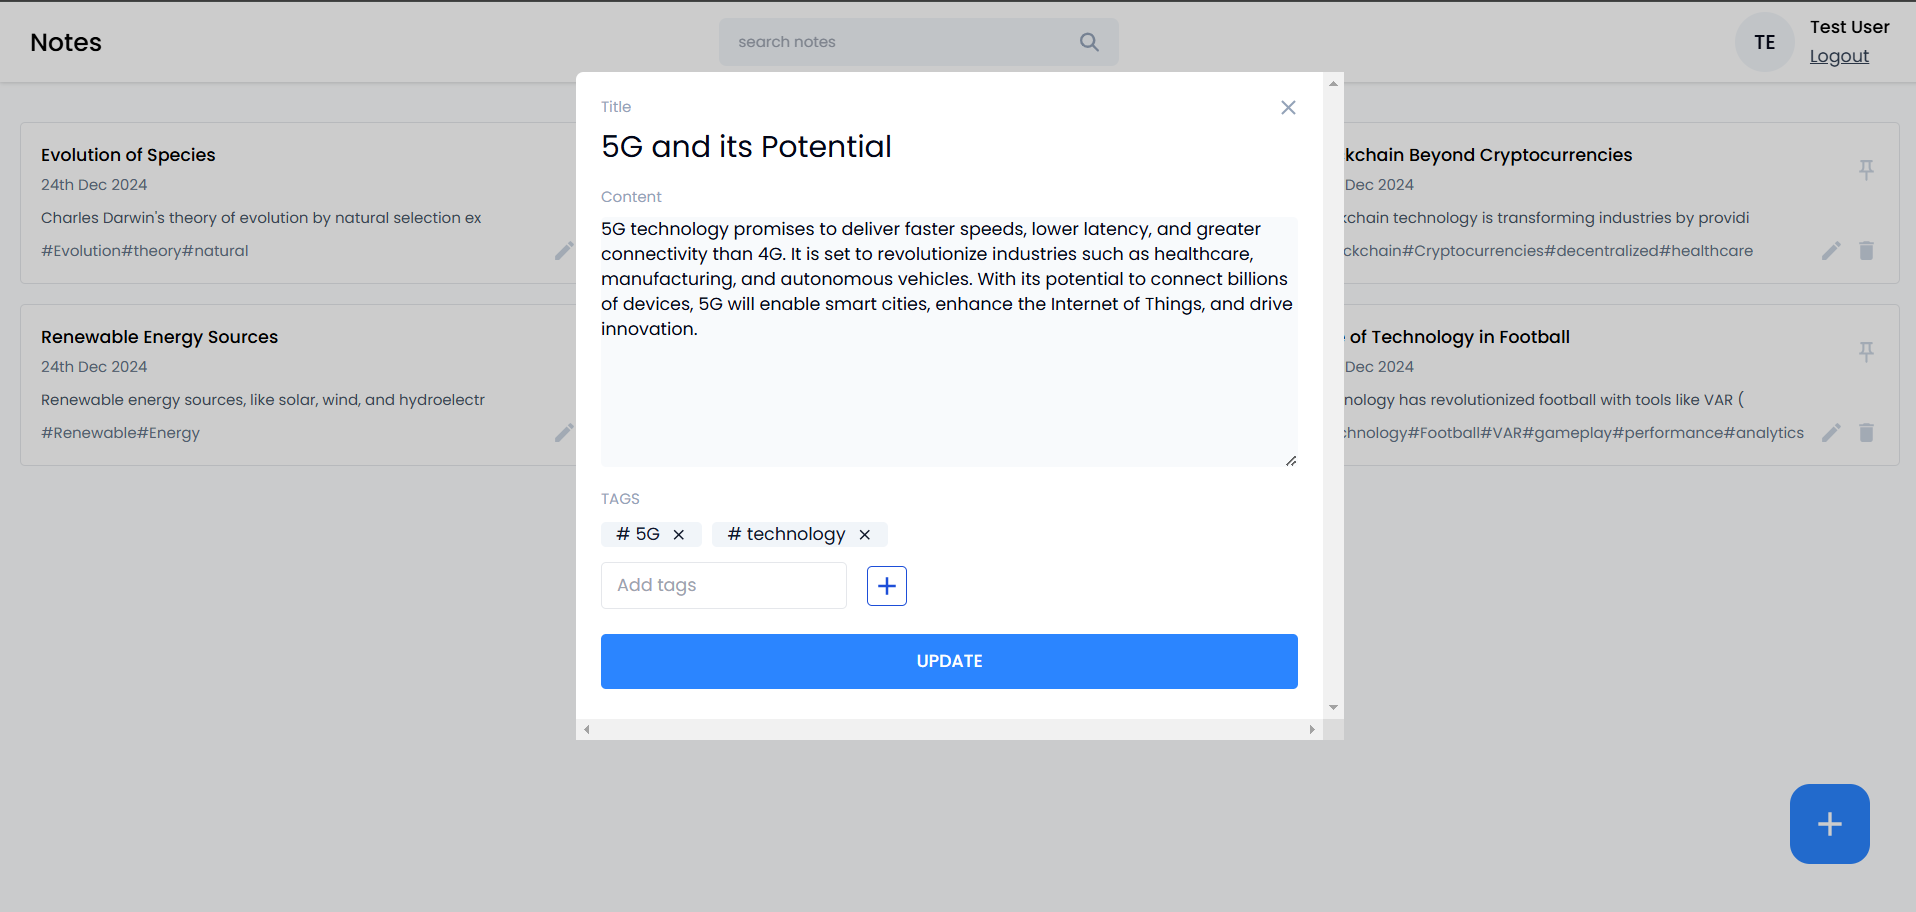 Notes
search notes
TE
Test User
Logout
Evolution of Species
24th Dec 2024
Charles Darwin's theory of evolution by natural selection ex
#Evolution#theory#natural
Renewable Energy Sources
24th Dec 2024
Renewable energy sources, like solar, wind, and hydroelectr
#Renewable#Energy
Title
5G and its Potential
Content
5G technology promises to deliver faster speeds, lower latency, and greater
connectivity than 4G. It is set to revolutionize industries such as healthcare,
manufacturing, and autonomous vehicles. With its potential to connect billions
of devices, 5G will enable smart cities, enhance the Internet of Things, and drive
innovation.
TAGS
# 5G
# technology
Add tags
UPDATE
kchain Beyond Cryptocurrencies
Dec 2024
kchain technology is transforming industries by providi
ckchain#Cryptocurrencies#decentralized#healthcare
of Technology in Football
Dec 2024
nology has revolutionized football with tools like VAR (
chnology#Football#VAR#gameplay#performance#analytics